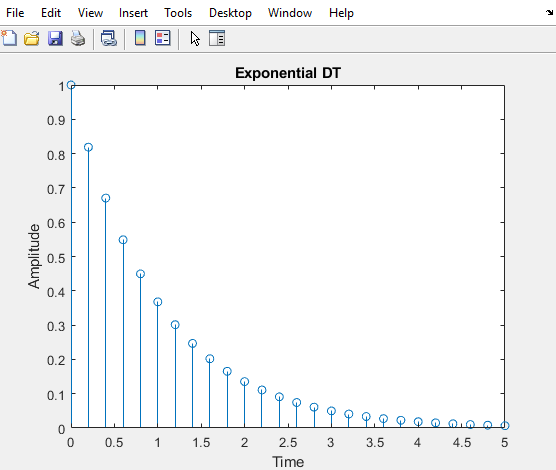 File Edit View Insert Tools Desktop Window Help
Exponential DT
1
0.9
0.8
0.7
0.6
0.5
0.4
0.3
0.2
0.1
0
Amplitude
0 0.5 1 1.5 2 2.5 3 3.5 4 4.5 5
Time